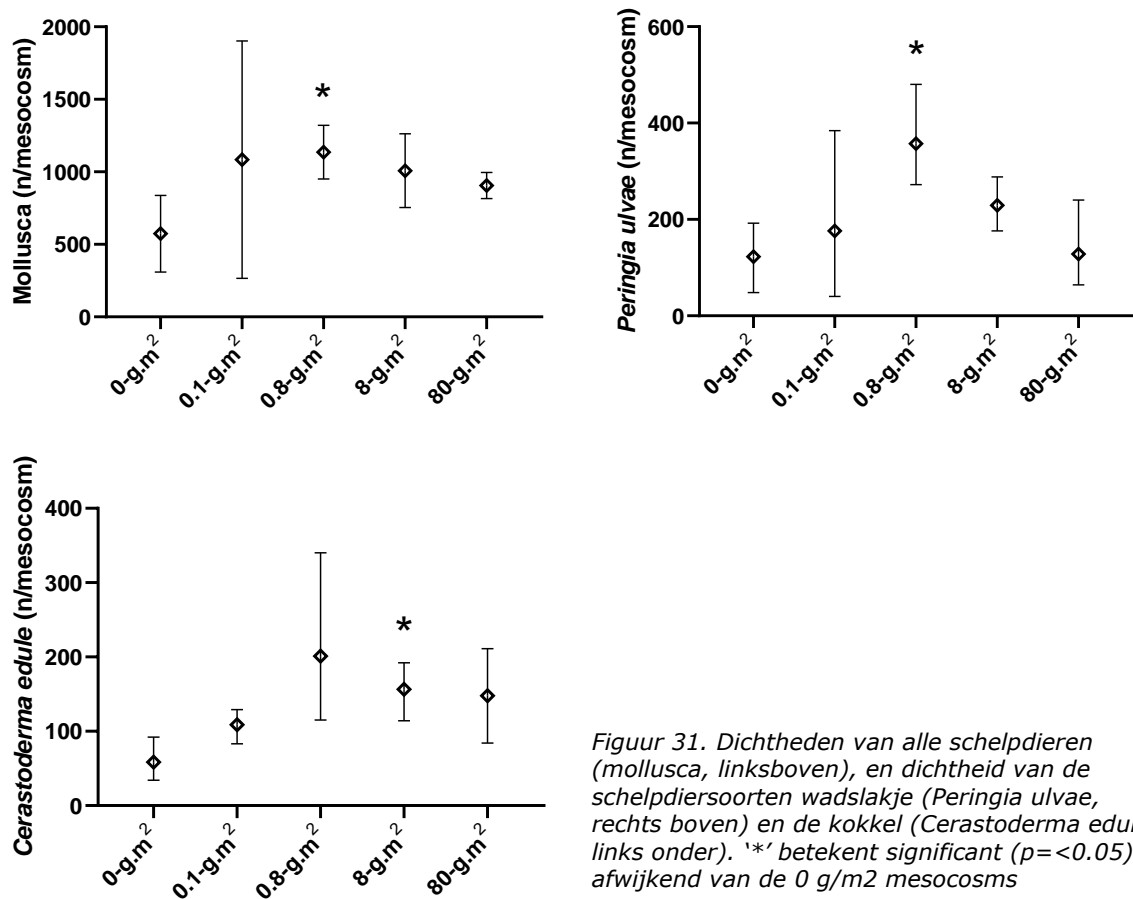 Mollusca (n/mesocosm)
2000
1500
1000
500
0
*
0-g.m²
0.1-g.m²
0.8-g.m²
8-g.m²
80-g.m²
Peringia ulvae (n/mesocosm)
600
400
200
0
*
0-g.m²
0.1-g.m²
0.8-g.m²
8-g.m²
80-g.m²
Cerastoderma edule (n/mesocosm)
400
300
200
100
0
*
0-g.m²
0.1-g.m²
0.8-g.m²
8-g.m²
80-g.m²
Figuur 31. Dichtheden van alle schelpdieren
(mollusca, linksboven), en dichtheid van de
schelpdiersoorten wadslakje (Peringia ulvae,
rechts boven) en de kokkel (Cerastoderma edul
links onder). ‘*’ betekent significant (p=<0.05)
afwijkend van de 0 g/m2 mesocosms